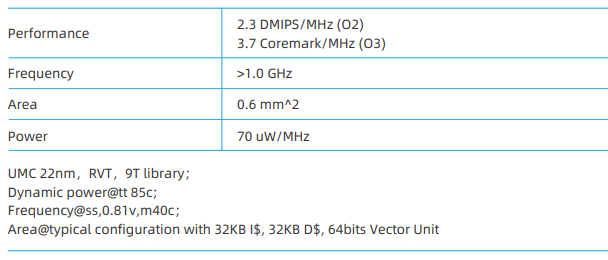 Performance
2.3 DMIPS/MHz (O2)
3.7 Coremark/MHz (O3)
Frequency
>1.0 GHz
Area
0.6 mm^2
Power
70 uW/MHz
UMC 22nm，RVT，9T library；
Dynamic power@tt 85c；
Frequency@ss,0.81v,m40c；
Area@typical configuration with 32KB I$, 32KB D$, 64bits Vector Unit